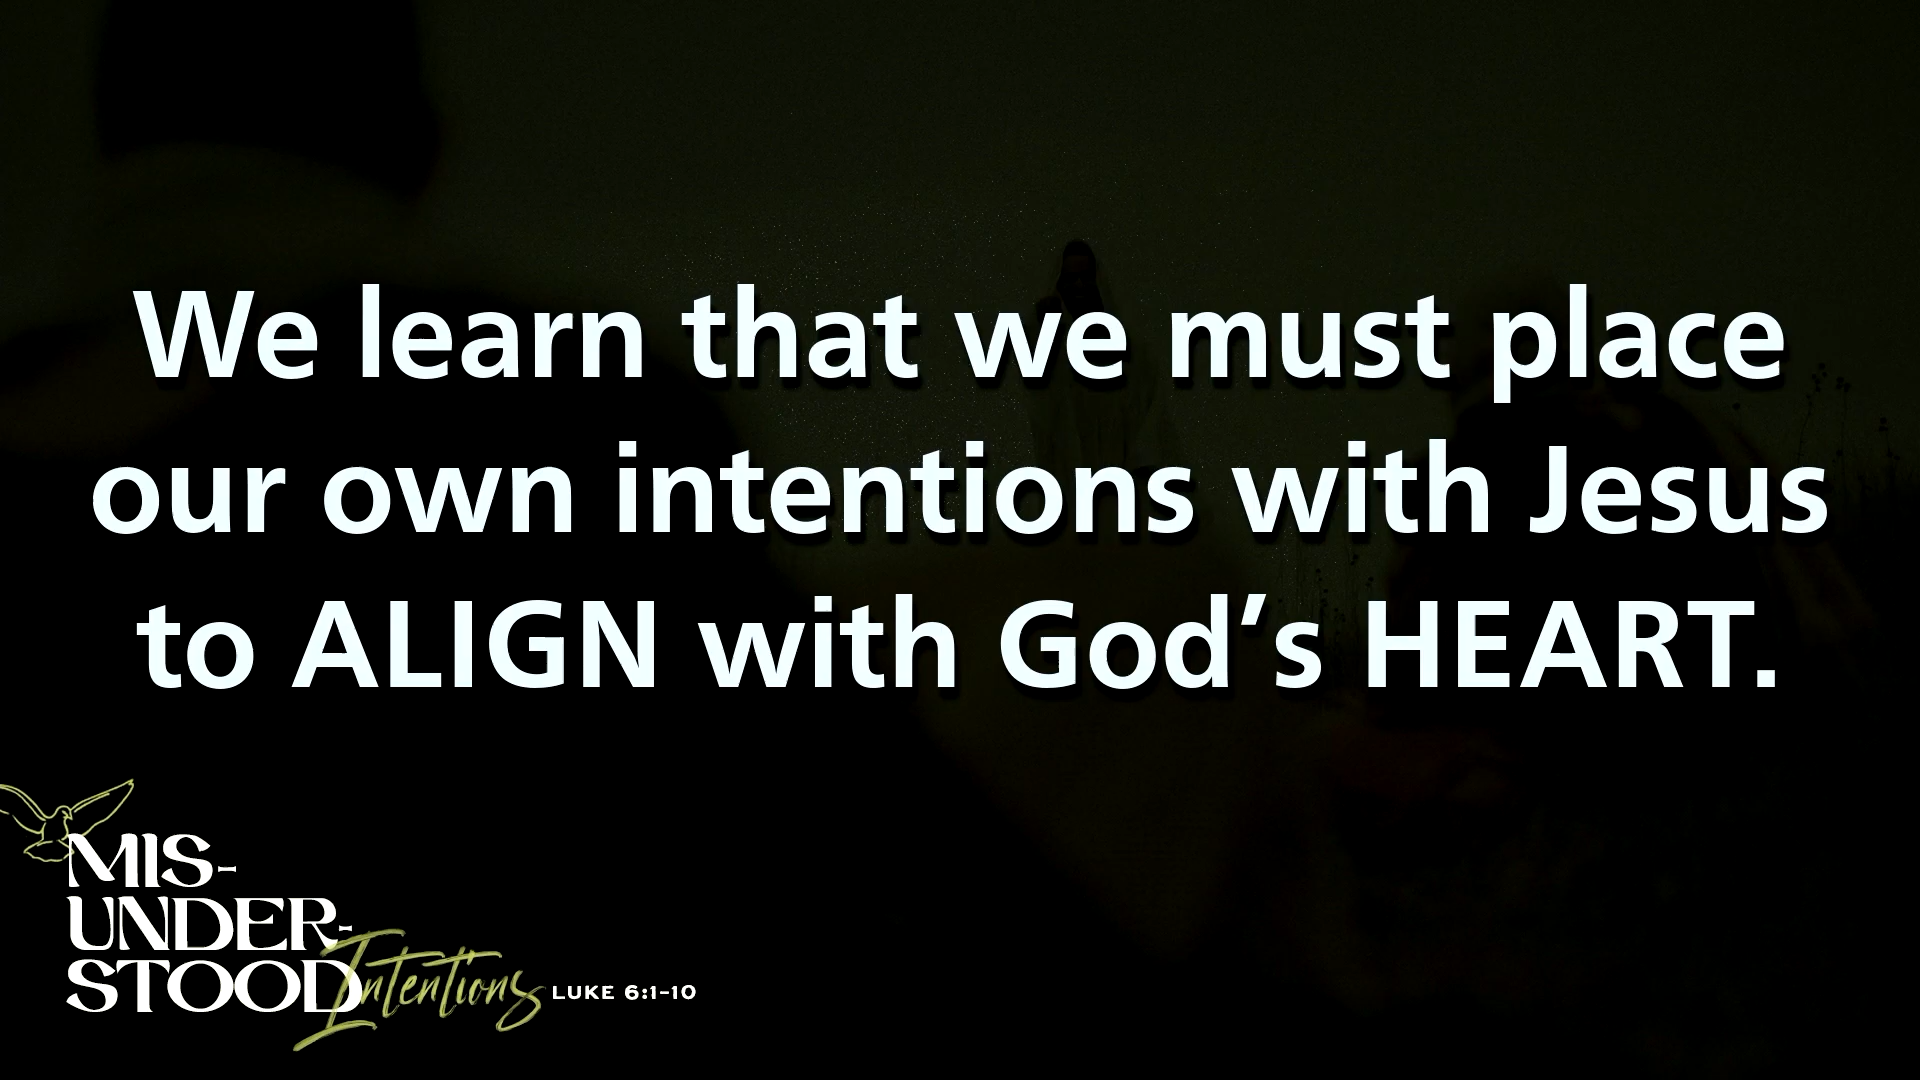 We learn that we must place
our own intentions with Jesus
to ALIGN with God’s HEART.
MIS-
UNDER-
STOOD
Intentions
LUKE 6:1-10